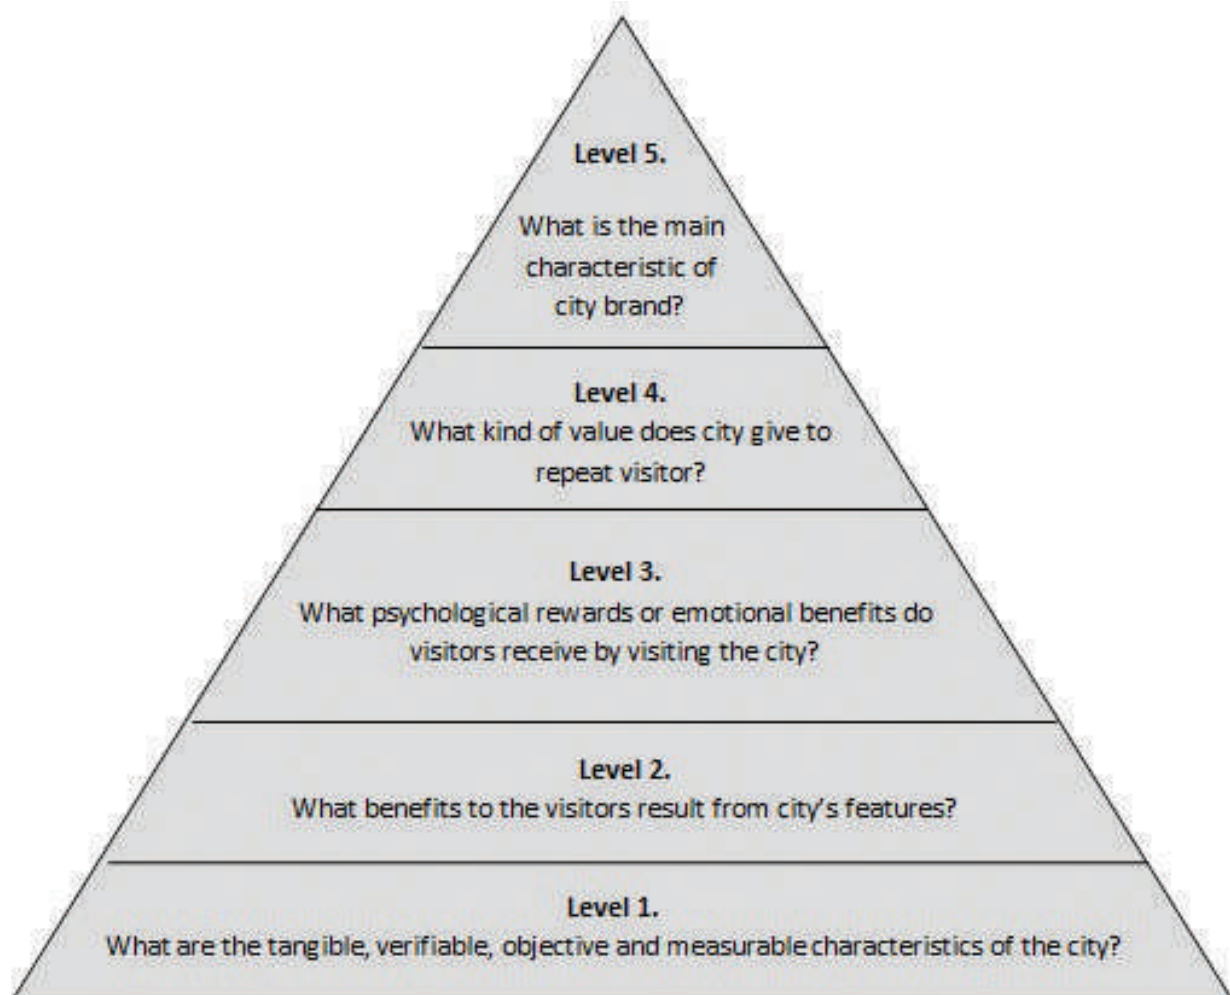 Level 5.
What is the main
characteristic of
city brand?
Level 4.
What kind of value does city give to
repeat visitor?
Level 3.
What psychological rewards or emotional benefits do
visitors receive by visiting the city?
Level 2.
What benefits to the visitors result from city's features?
Level 1.
What are the tangible, verifiable, objective and measurable characteristics of the city?